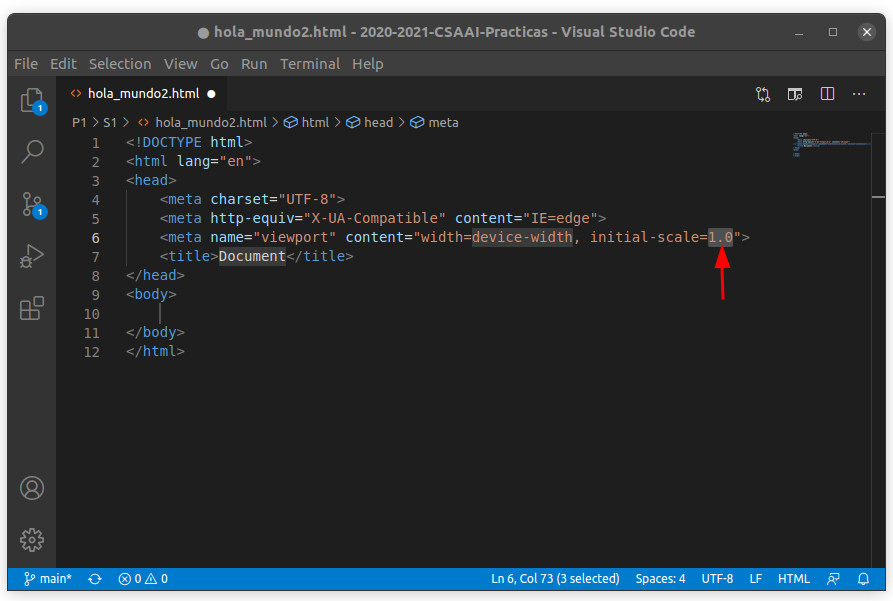 ● hola_mundo2.html - 2020-2021-CSAAI-Practicas - Visual Studio Code
File Edit Selection View Go Run Terminal Help
<> hola_mundo2.html ●
P1 > S1 > <> hola_mundo2.html > html > head > meta
1 <!DOCTYPE html>
2 <html lang="en">
3 <head>
4     <meta charset="UTF-8">
5     <meta http-equiv="X-UA-Compatible" content="IE=edge">
6     <meta name="viewport" content="width=device-width, initial-scale=1.0">
7     <title>Document</title>
8 </head>
9 <body>
10
11 </body>
12 </html>
1
1
main* 0 0 Ln 6, Col 73 (3 selected) Spaces: 4 UTF-8 LF HTML